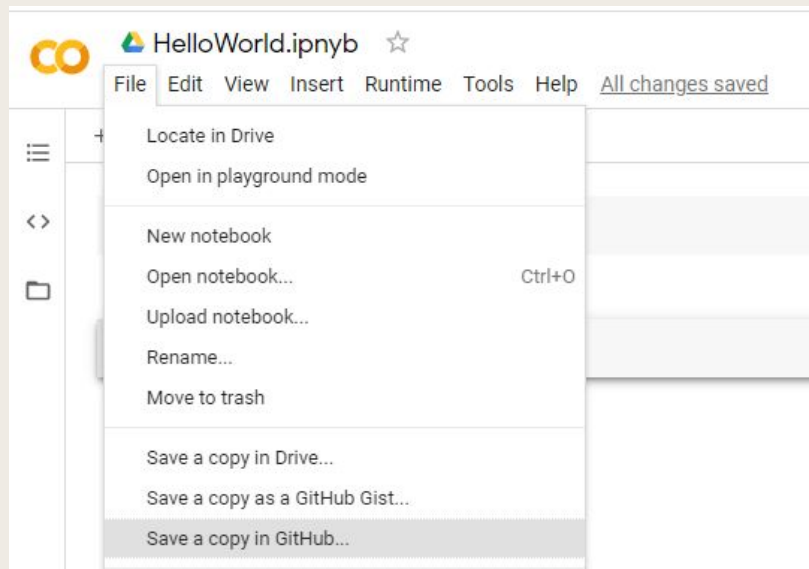 HelloWorld.ipnyb
File Edit View Insert Runtime Tools Help All changes saved
Locate in Drive
Open in playground mode
New notebook
Open notebook... Ctrl+O
Upload notebook...
Rename...
Move to trash
Save a copy in Drive...
Save a copy as a GitHub Gist...
Save a copy in GitHub...